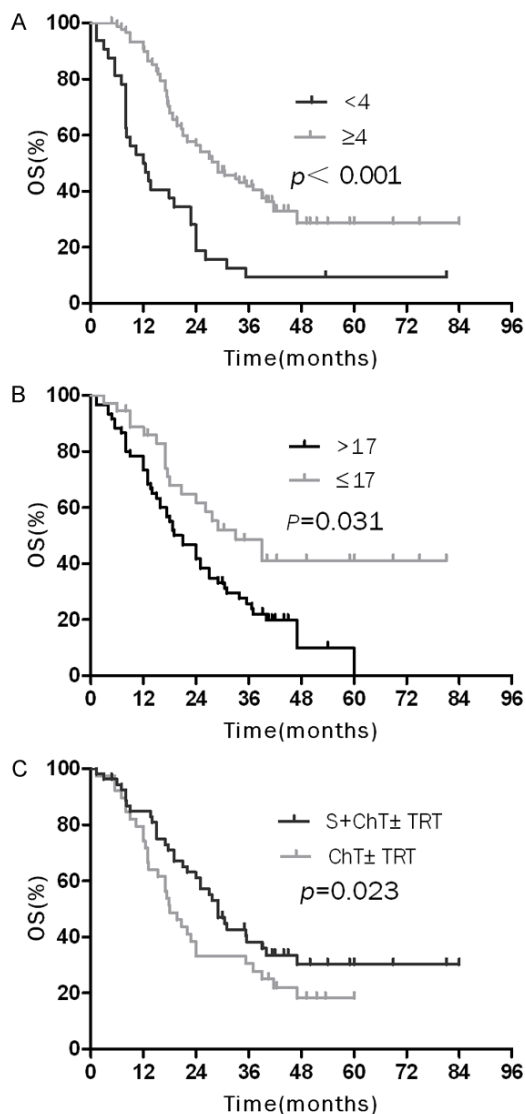 A
100
80
60
40
20
0
OS(%)
<4
≥4
p< 0.001
0 12 24 36 48 60 72 84 96
Time(months)
B
100
80
60
40
20
0
OS(%)
>17
≤17
P=0.031
0 12 24 36 48 60 72 84 96
Time(months)
C
100
80
60
40
20
0
OS(%)
S+ChT± TRT
ChT± TRT
p=0.023
0 12 24 36 48 60 72 84 96
Time(months)